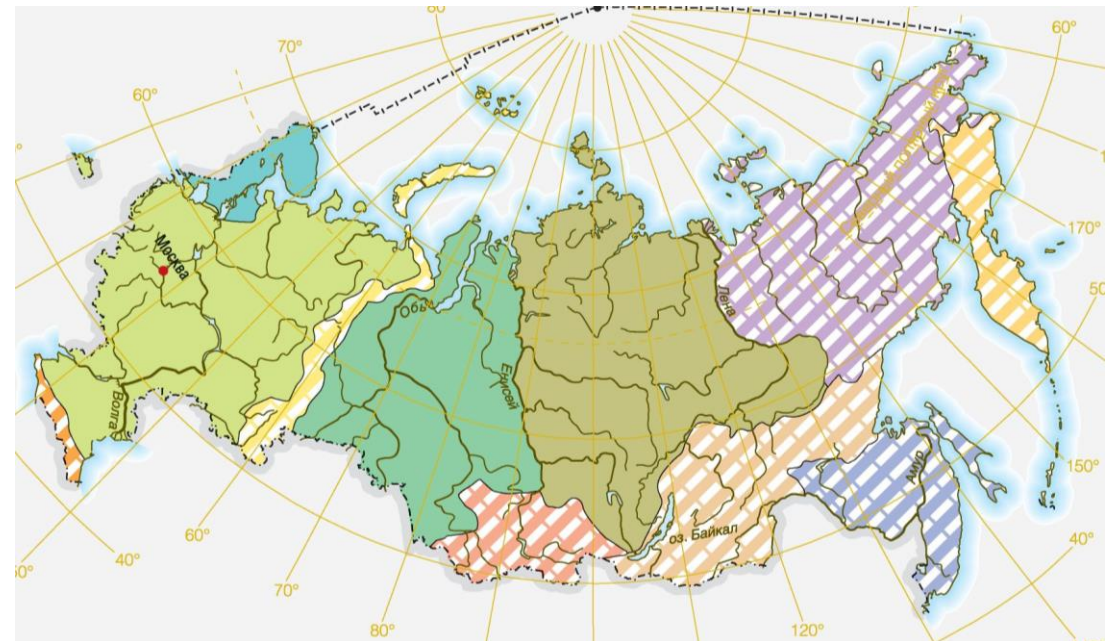 80
60°
70°
60°
170°
Москва
50
Лена
Обь
Енисей
Волга
Амур
150°
60°
оз. Байкал
40°
40°
70°
80°
120°